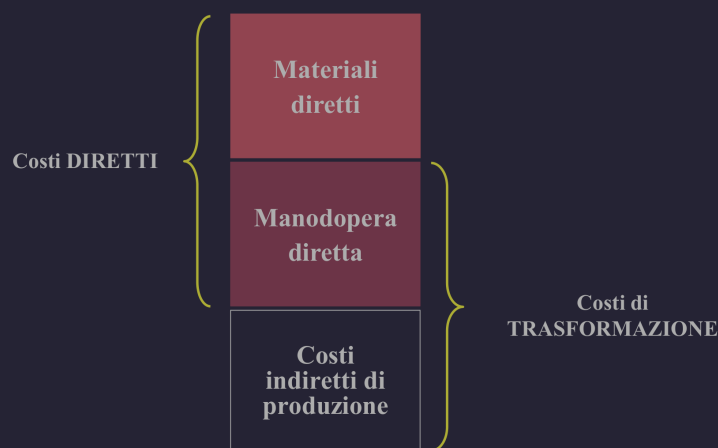 Materiali
diretti
Costi DIRETTI
Manodopera
diretta
Costi di
TRASFORMAZIONE
Costi
indiretti di
produzione